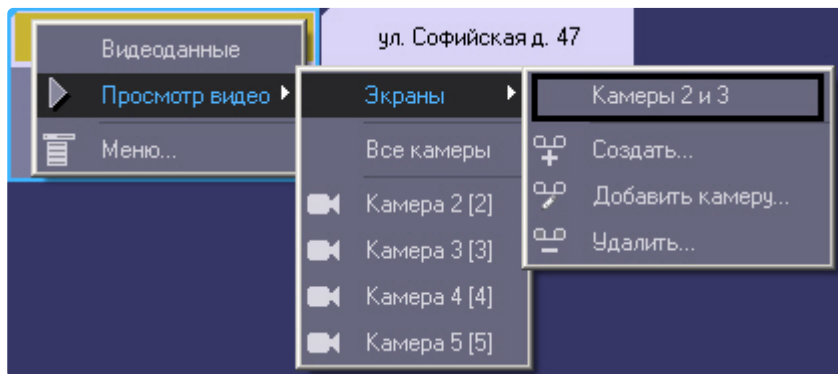 ул. Софийская д. 47
Видеоданные
Просмотр видео
Меню...
Экраны
Все камеры
Камера 2 [2]
Камера 3 [3]
Камера 4 [4]
Камера 5 [5]
Камеры 2 и 3
Создать...
Добавить камеру...
Удалить...